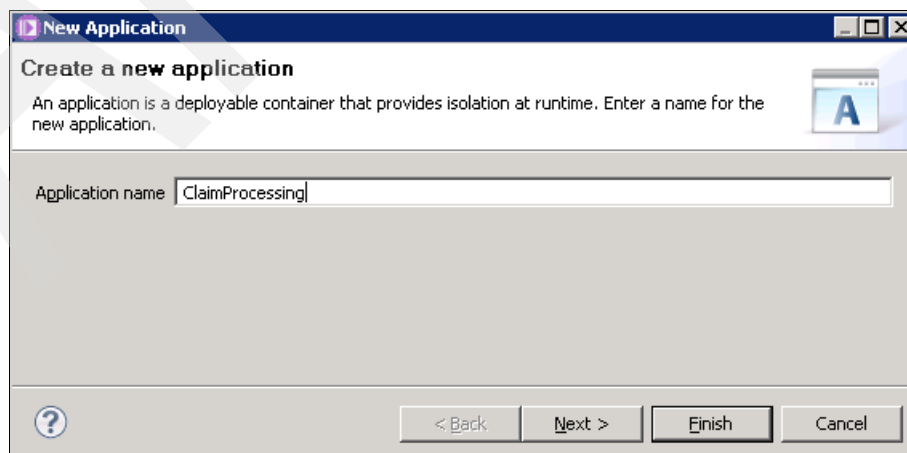 New Application
Create a new application
An application is a deployable container that provides isolation at runtime. Enter a name for the
new application.
A
Application name ClaimProcessing
? < Back Next > Finish Cancel